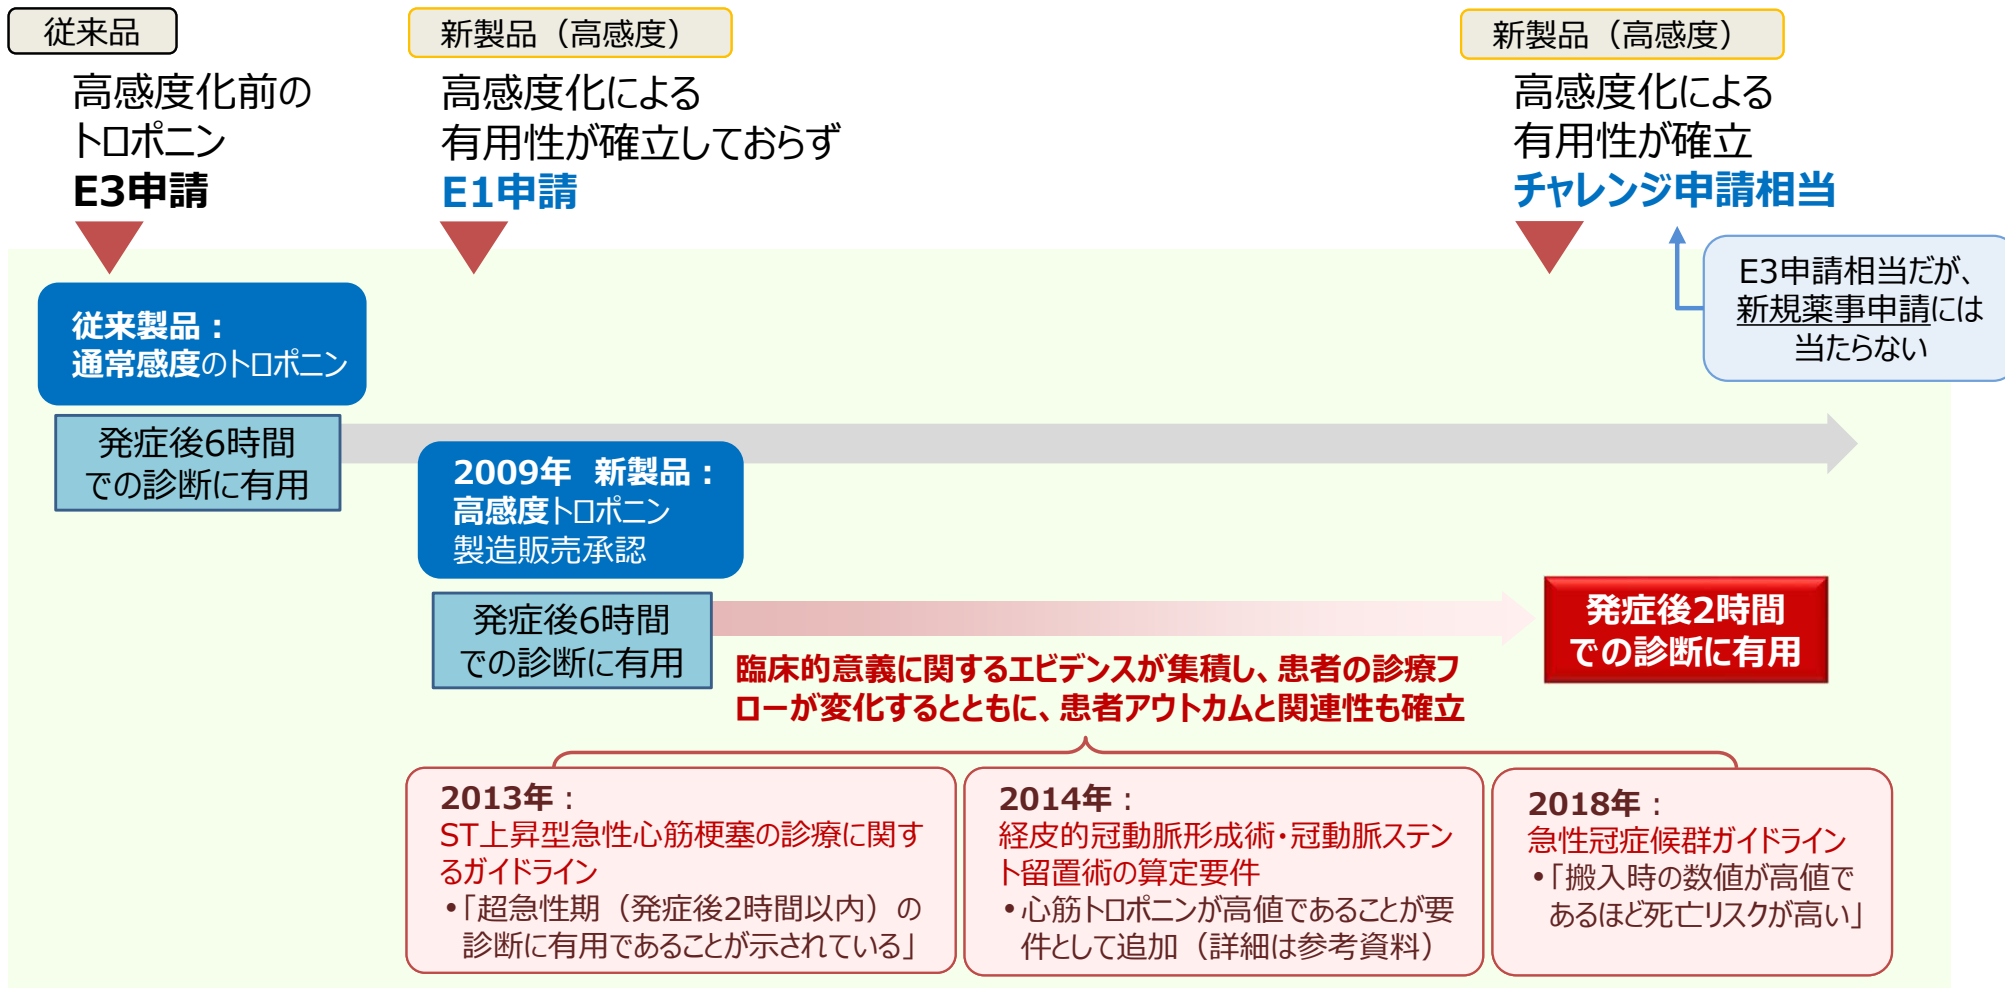 従来品
高感度化前の
トロポニン
E3申請
新製品（高感度）
高感度化による
有用性が確立しておらず
E1申請
新製品（高感度）
高感度化による
有用性が確立
チャレンジ申請相当
E3申請相当だが、
新規薬事申請には
当たらない
従来製品：
通常感度のトロポニン
発症後6時間
での診断に有用
2009年 新製品：
高感度トロポニン
製造販売承認
発症後6時間
での診断に有用
発症後2時間
での診断に有用
臨床的意義に関するエビデンスが集積し、患者の診療フ
ローが変化するとともに、患者アウトカムと関連性も確立
2013年：
ST上昇型急性心筋梗塞の診療に関す
るガイドライン
•「超急性期（発症後2時間以内）の
診断に有用であることが示されている」
2014年：
経皮的冠動脈形成術・冠動脈ステン
ト留置術の算定要件
•心筋トロポニンが高値であることが要
件として追加（詳細は参考資料）
2018年：
急性冠症候群ガイドライン
•「搬入時の数値が高値で
あるほど死亡リスクが高い」